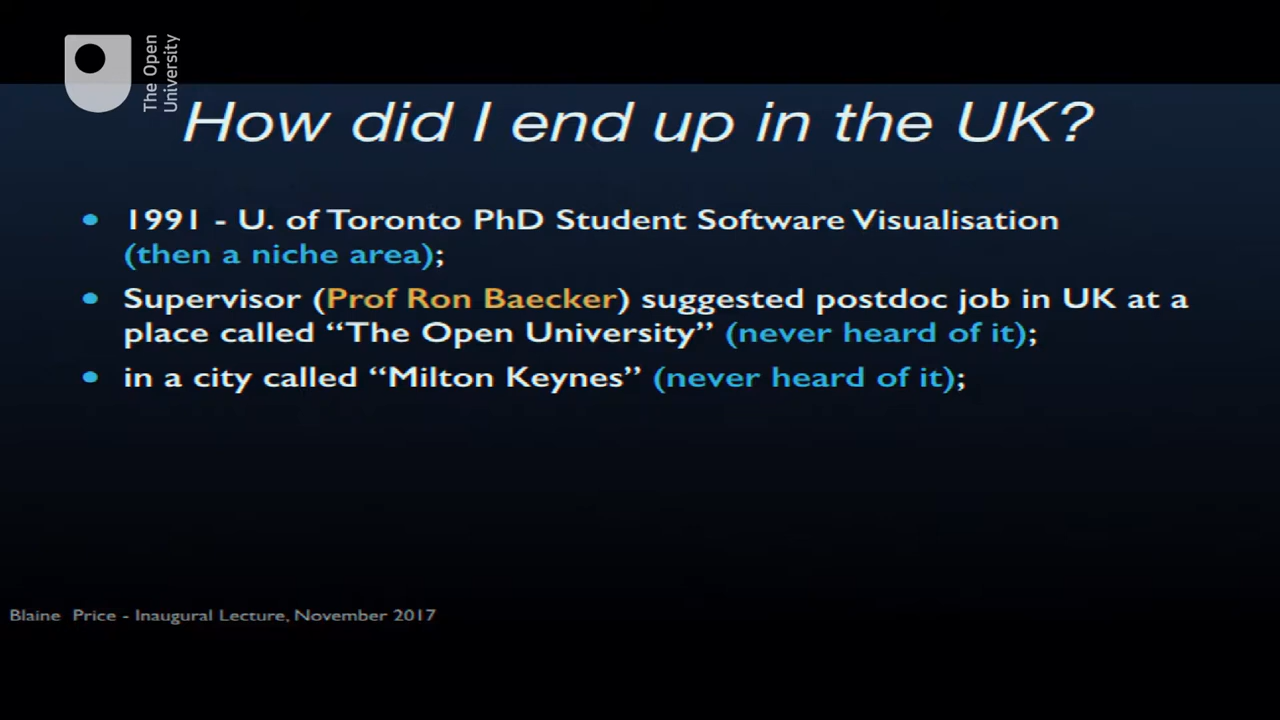 The Open
University
How did I end up in the UK?
1991 - U. of Toronto PhD Student Software Visualisation
(then a niche area);
Supervisor (Prof Ron Baecker) suggested postdoc job in UK at a
place called “The Open University” (never heard of it);
in a city called “Milton Keynes” (never heard of it);
Blaine Price - Inaugural Lecture, November 2017